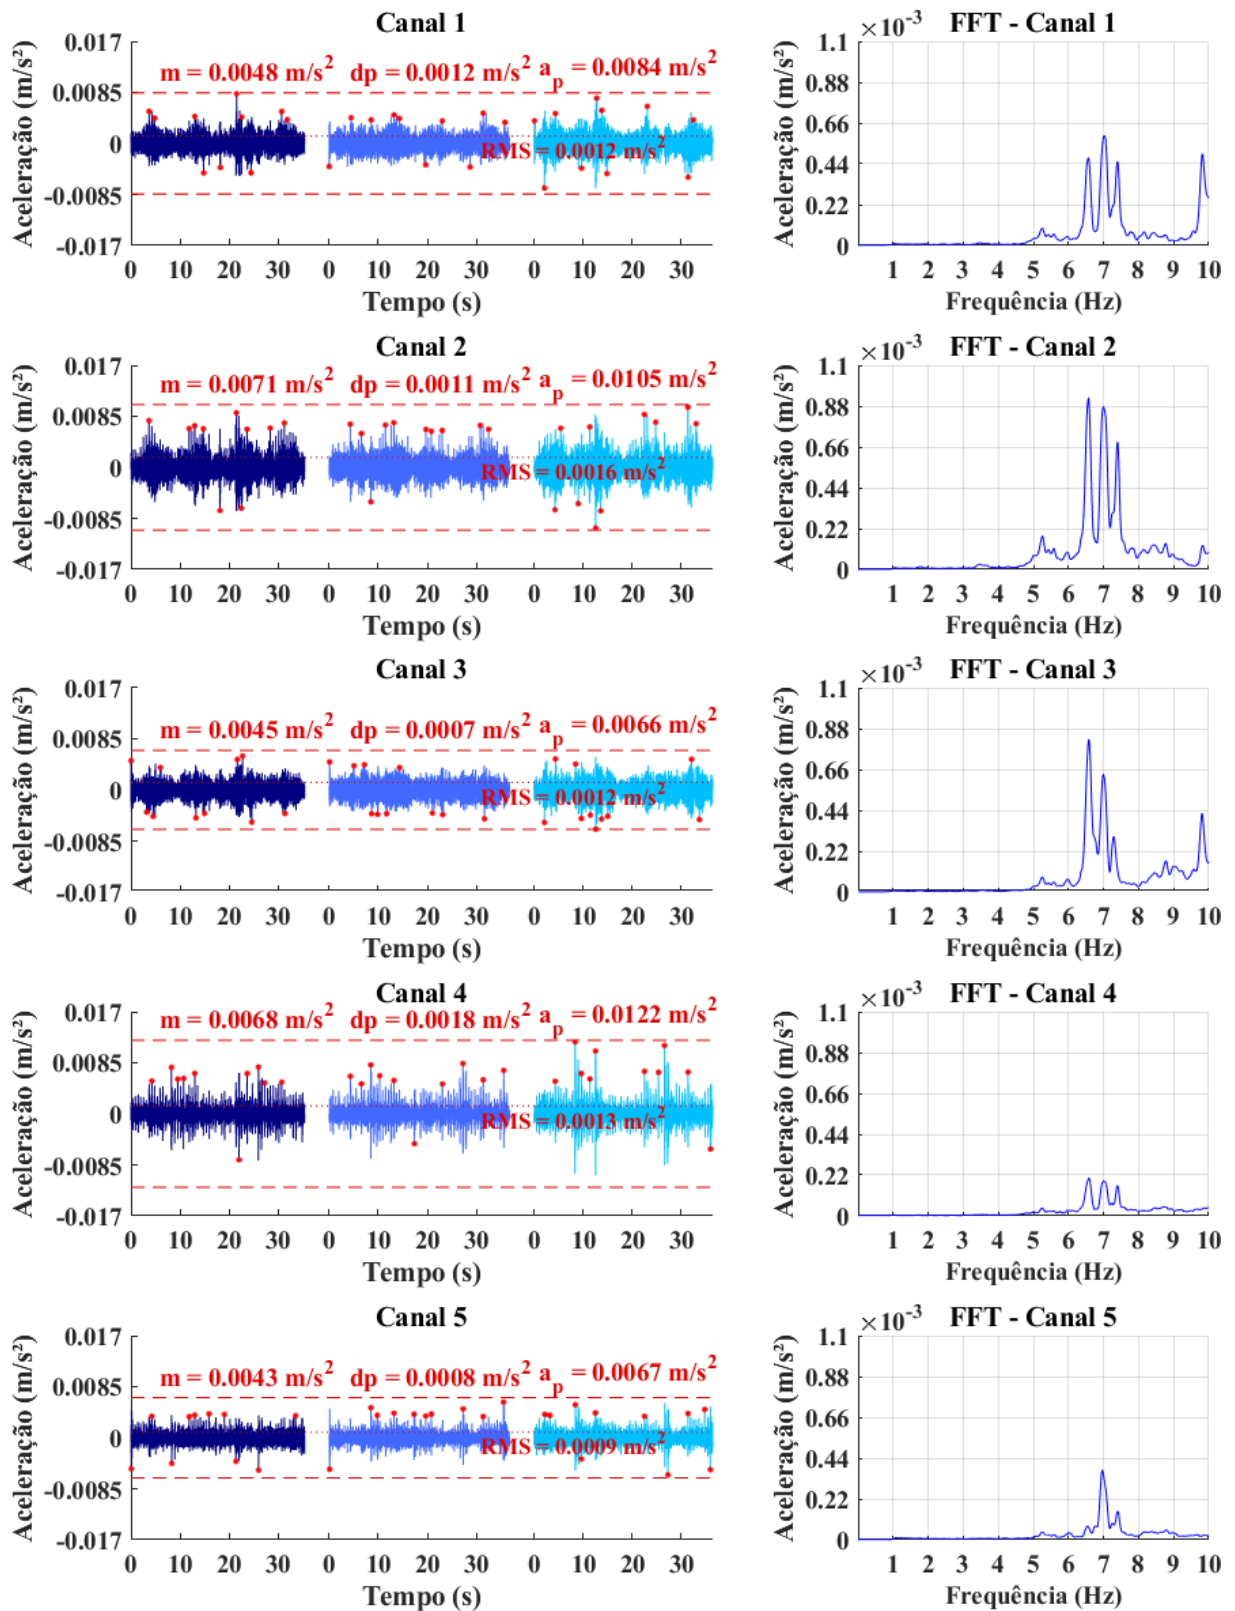 Canal 1
0.017
0.0085
0
-0.0085
-0.017
Aceleração (m/s²)
m = 0.0048 m/s² dp = 0.0012 m/s² aₚ = 0.0084 m/s²
RMS = 0.0012 m/s²
0 10 20 30 0 10 20 30 0 10 20 30
Tempo (s)
FFT - Canal 1
×10⁻³
1.1
0.88
0.66
0.44
0.22
0
Aceleração (m/s²)
1 2 3 4 5 6 7 8 9 10
Frequência (Hz)
Canal 2
0.017
0.0085
0
-0.0085
-0.017
Aceleração (m/s²)
m = 0.0071 m/s² dp = 0.0011 m/s² aₚ = 0.0105 m/s²
RMS = 0.0016 m/s²
0 10 20 30 0 10 20 30 0 10 20 30
Tempo (s)
FFT - Canal 2
×10⁻³
1.1
0.88
0.66
0.44
0.22
0
Aceleração (m/s²)
1 2 3 4 5 6 7 8 9 10
Frequência (Hz)
Canal 3
0.017
0.0085
0
-0.0085
-0.017
Aceleração (m/s²)
m = 0.0045 m/s² dp = 0.0007 m/s² aₚ = 0.0066 m/s²
RMS = 0.0012 m/s²
0 10 20 30 0 10 20 30 0 10 20 30
Tempo (s)
FFT - Canal 3
×10⁻³
1.1
0.88
0.66
0.44
0.22
0
Aceleração (m/s²)
1 2 3 4 5 6 7 8 9 10
Frequência (Hz)
Canal 4
0.017
0.0085
0
-0.0085
-0.017
Aceleração (m/s²)
m = 0.0068 m/s² dp = 0.0018 m/s² aₚ = 0.0122 m/s²
RMS = 0.0013 m/s²
0 10 20 30 0 10 20 30 0 10 20 30
Tempo (s)
FFT - Canal 4
×10⁻³
1.1
0.88
0.66
0.44
0.22
0
Aceleração (m/s²)
1 2 3 4 5 6 7 8 9 10
Frequência (Hz)
Canal 5
0.017
0.0085
0
-0.0085
-0.017
Aceleração (m/s²)
m = 0.0043 m/s² dp = 0.0008 m/s² aₚ = 0.0067 m/s²
RMS = 0.0009 m/s²
0 10 20 30 0 10 20 30 0 10 20 30
Tempo (s)
FFT - Canal 5
×10⁻³
1.1
0.88
0.66
0.44
0.22
0
Aceleração (m/s²)
1 2 3 4 5 6 7 8 9 10
Frequência (Hz)